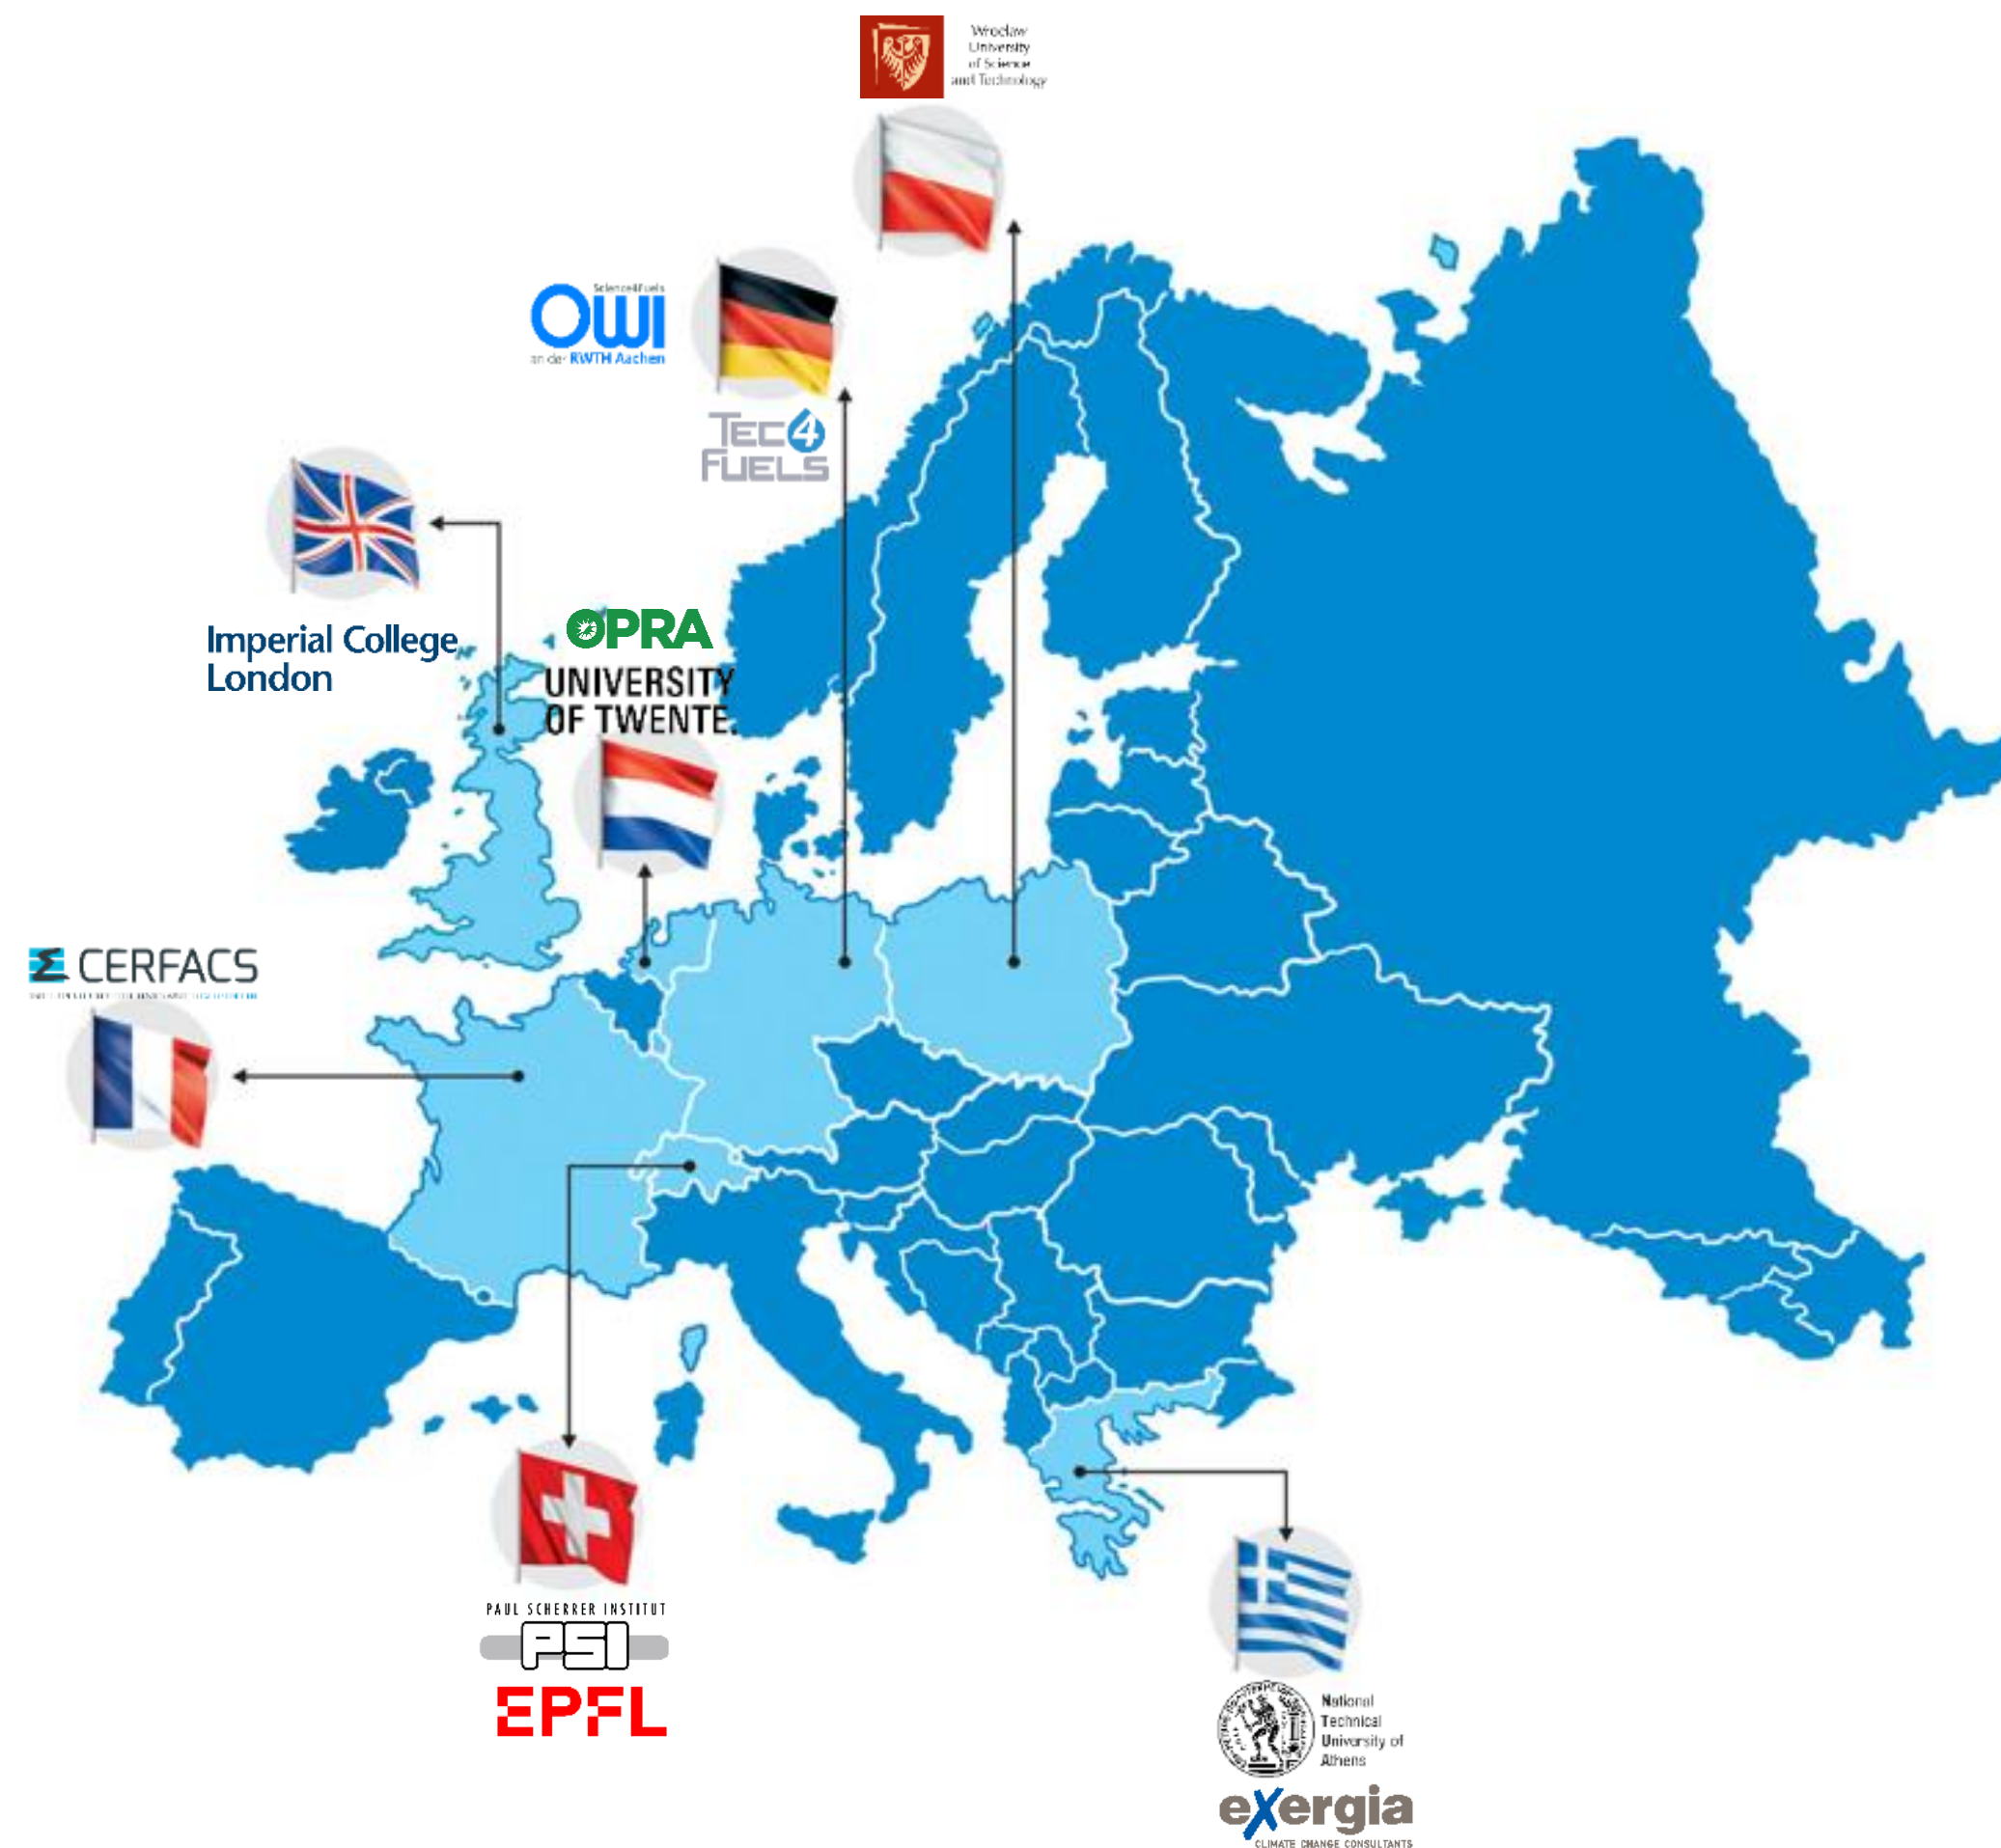 Wrocław
University
of Science
and Technology
Science4Fuels
OWI
an der RWTH Aachen
TEC4
FUELS
Imperial College
London
OPRA
UNIVERSITY
OF TWENTE.
CERFACS
PAUL SCHERRER INSTITUT
PSI
EPFL
National
Technical
University of
Athens
exergia
CLIMATE CHANGE CONSULTANTS